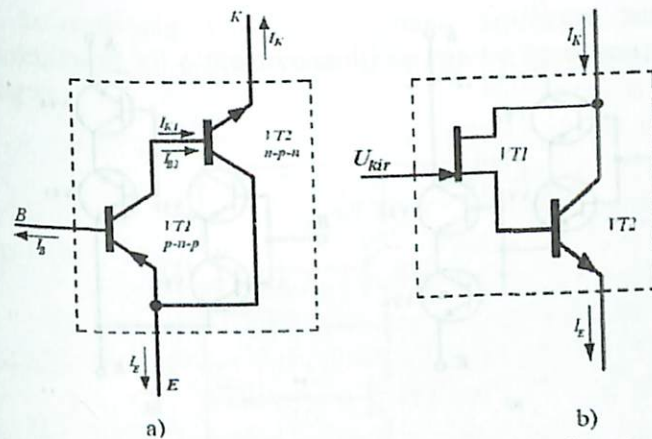 K
I_K
I_K1
I_B2
VT2
n-p-n
B
I_B
VT1
p-n-p
I_E
E
a)
I_K
U_kir
VT1
VT2
I_E
b)